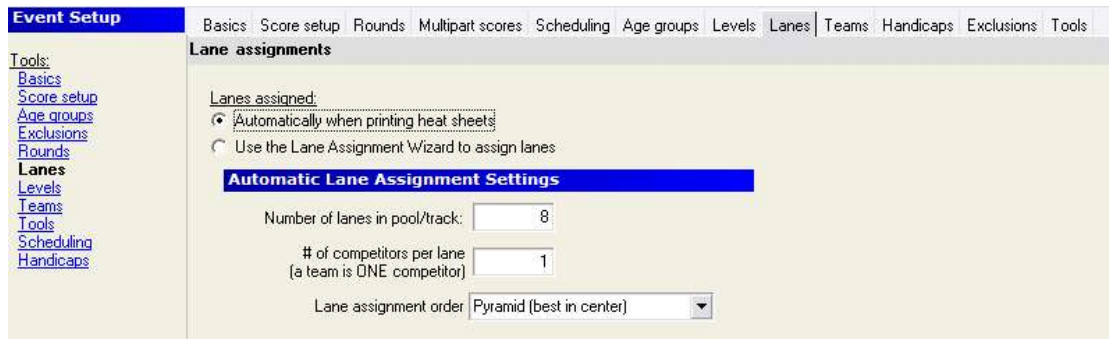 Event Setup
Basics Score setup Rounds Multipart scores Scheduling Age groups Levels Lanes Teams Handicaps Exclusions Tools
Lane assignments
Tools:
Basics
Score setup
Age groups
Exclusions
Rounds
Lanes
Levels
Teams
Tools
Scheduling
Handicaps
Lanes assigned:
Automatically when printing heat sheets
Use the Lane Assignment Wizard to assign lanes
Automatic Lane Assignment Settings
Number of lanes in pool/track: 8
# of competitors per lane
(a team is ONE competitor) 1
Lane assignment order Pyramid (best in center)